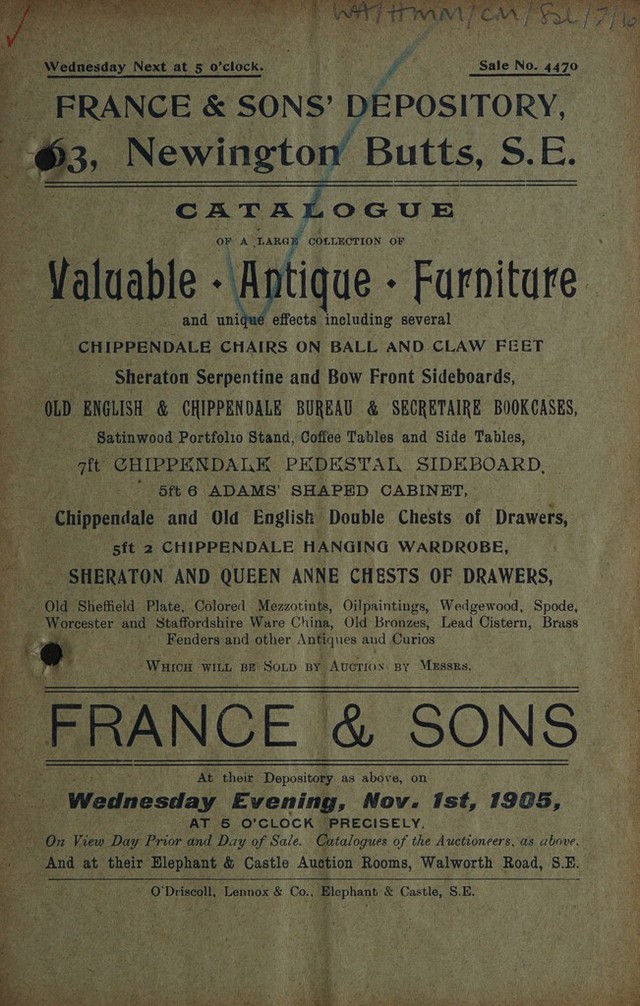 WA/HMM/CM/Sal/7/10
Wednesday Next at 5 o'clock.
Sale No. 4470
FRANCE & SONS' DEPOSITORY,
63, Newington Butts, S.E.
CATALOGUE
OF A LARGE COLLECTION OF
Valuable · Antique · Furniture
and unique effects including several
CHIPPENDALE CHAIRS ON BALL AND CLAW FEET
Sheraton Serpentine and Bow Front Sideboards,
OLD ENGLISH & CHIPPENDALE BUREAU & SECRETAIRE BOOKCASES,
Satinwood Portfolio Stand, Coffee Tables and Side Tables,
7ft CHIPPENDALE PEDESTAL SIDEBOARD,
5ft 6 ADAMS' SHAPED CABINET,
Chippendale and Old English Double Chests of Drawers,
5ft 2 CHIPPENDALE HANGING WARDROBE,
SHERATON AND QUEEN ANNE CHESTS OF DRAWERS,
Old Sheffield Plate, Colored Mezzotints, Oilpaintings, Wedgewood, Spode,
Worcester and Staffordshire Ware China, Old Bronzes, Lead Cistern, Brass
Fenders and other Antiques and Curios
WHICH WILL BE SOLD BY AUCTION BY MESSRS.
FRANCE & SONS
At their Depository as above, on
Wednesday Evening, Nov. 1st, 1905,
AT 5 O'CLOCK PRECISELY.
On View Day Prior and Day of Sale. Catalogues of the Auctioneers, as above.
And at their Elephant & Castle Auction Rooms, Walworth Road, S.E.
O'Driscoll, Lennox & Co., Elephant & Castle, S.E.